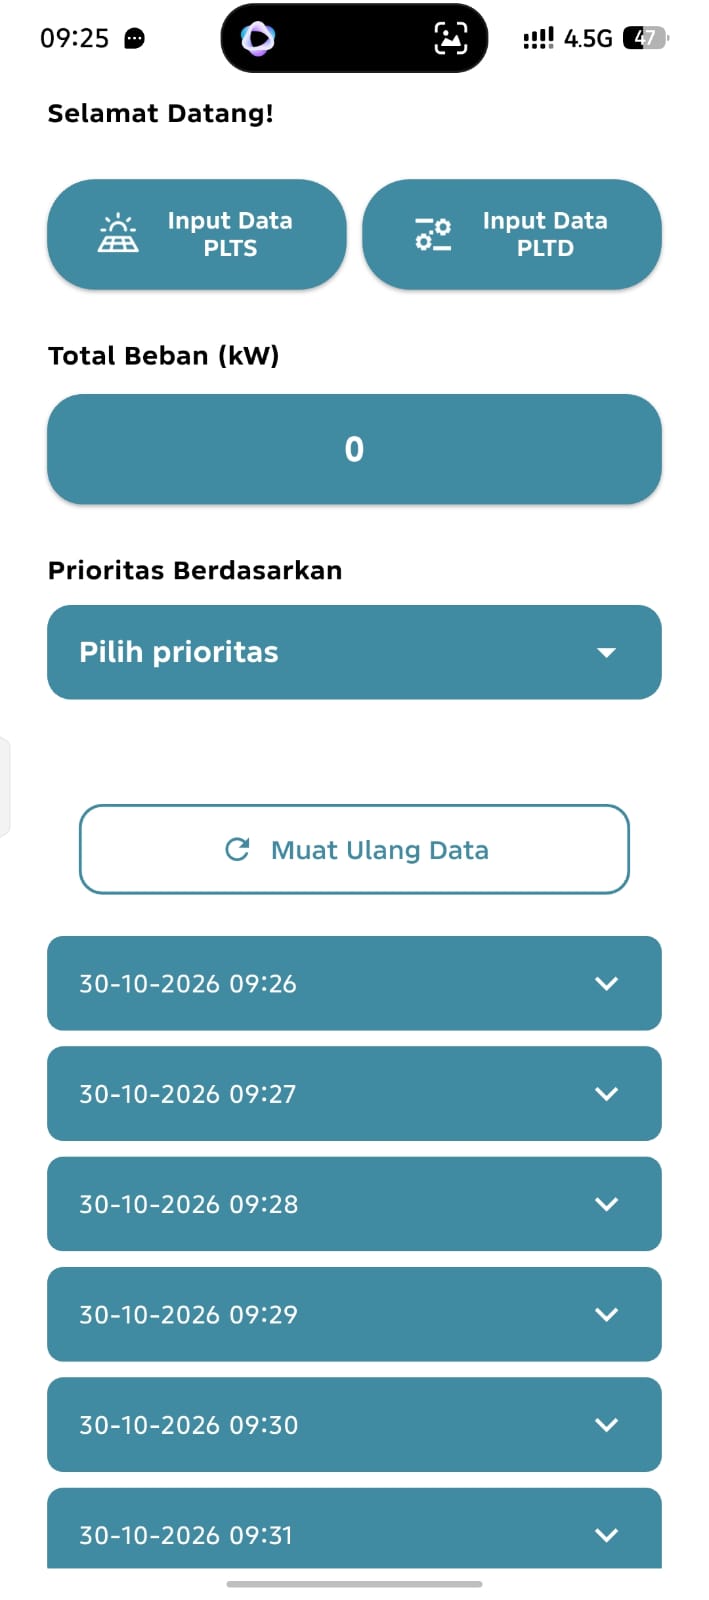 09:25
4.5G
47
Selamat Datang!
Input Data
PLTS
Input Data
PLTD
Total Beban (kW)
0
Prioritas Berdasarkan
Pilih prioritas
Muat Ulang Data
30-10-2026 09:26
30-10-2026 09:27
30-10-2026 09:28
30-10-2026 09:29
30-10-2026 09:30
30-10-2026 09:31